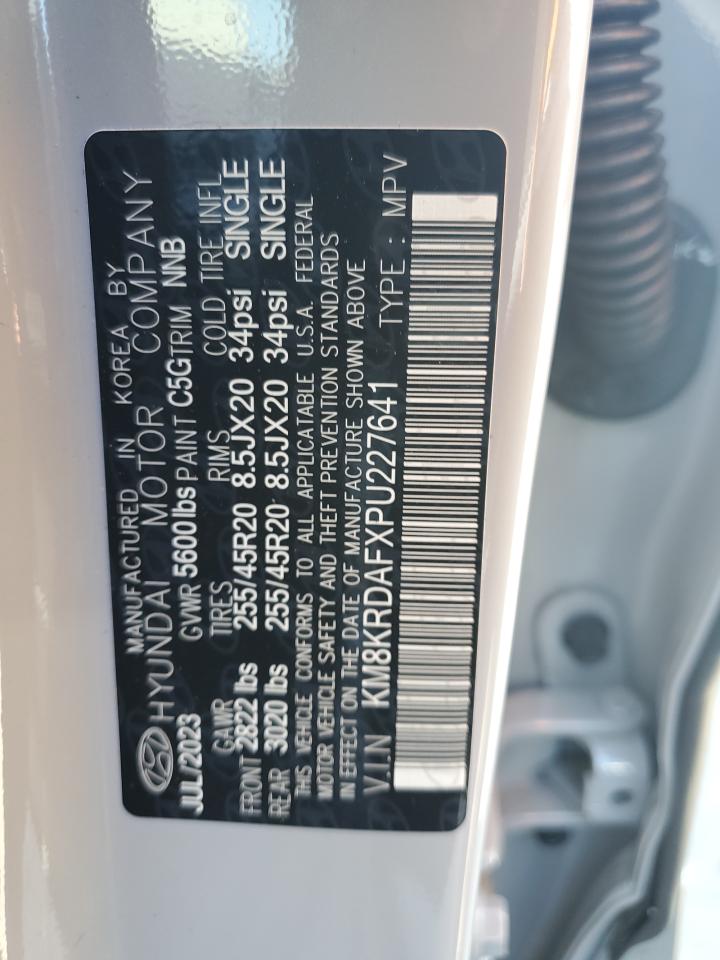 MANUFACTURED IN KOREA BY
HYUNDAI MOTOR COMPANY
JUL/2023 GVWR 5600lbs PAINT C5G TRIM NNB
GAWR TIRES RIMS COLD TIRE INFL
FRONT 2822 lbs 255/45R20 8.5JX20 34psi SINGLE
REAR 3020 lbs 255/45R20 8.5JX20 34psi SINGLE
THIS VEHICLE CONFORMS TO ALL APPLICATABLE U.S.A. FEDERAL
MOTOR VEHICLE SAFETY AND THEFT PREVENTION STANDARDS
IN EFFECT ON THE DATE OF MANUFACTURE SHOWN ABOVE
V.I.N KM8KRDAFXPU227641 TYPE : MPV